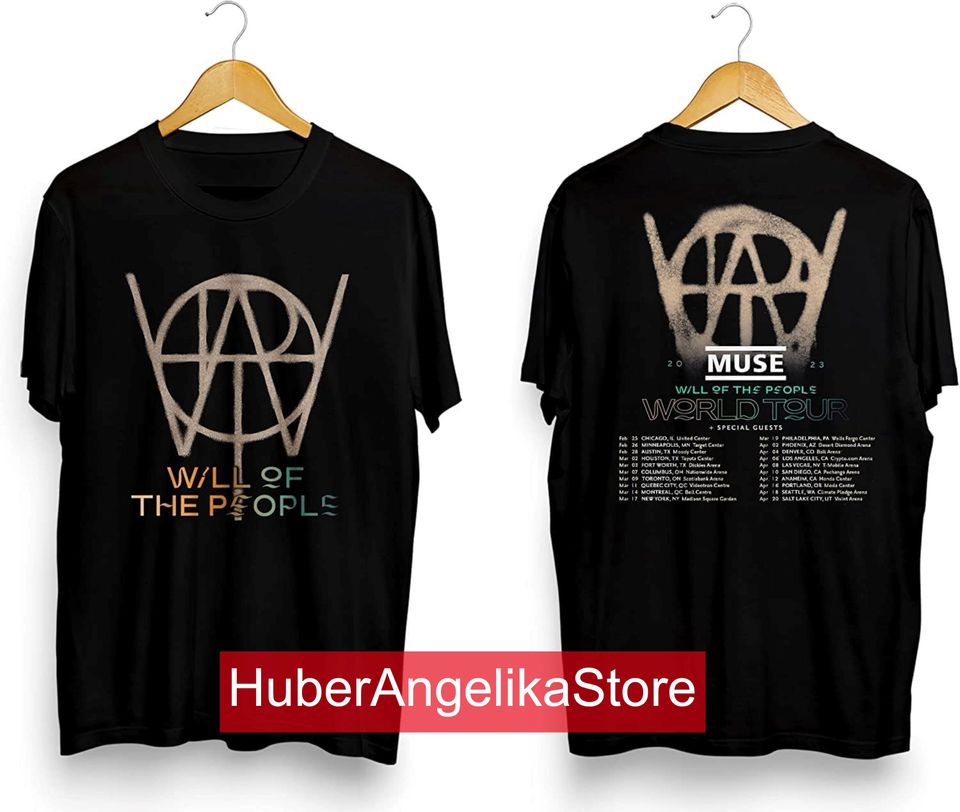 WILL OF
THE PEOPLE
20 MUSE 23
WILL OF THE PEOPLE
WORLD TOUR
+ SPECIAL GUESTS
Feb 25 CHICAGO, IL United Center
Feb 26 MINNEAPOLIS, MN Target Center
Feb 28 AUSTIN, TX Moody Center
Mar 02 HOUSTON, TX Toyota Center
Mar 03 FORT WORTH, TX Dickies Arena
Mar 07 COLUMBUS, OH Nationwide Arena
Mar 09 TORONTO, ON Scotiabank Arena
Mar 11 QUEBEC CITY, QC Videotron Centre
Mar 14 MONTREAL, QC Bell Centre
Mar 17 NEW YORK, NY Madison Square Garden
Mar 19 PHILADELPHIA, PA Wells Fargo Center
Apr 02 PHOENIX, AZ Desert Diamond Arena
Apr 04 DENVER, CO Ball Arena
Apr 06 LOS ANGELES, CA Crypto.com Arena
Apr 08 LAS VEGAS, NV T-Mobile Arena
Apr 10 SAN DIEGO, CA Pechanga Arena
Apr 12 ANAHEIM, CA Honda Center
Apr 16 PORTLAND, OR Moda Center
Apr 18 SEATTLE, WA Climate Pledge Arena
Apr 20 SALT LAKE CITY, UT Vivint Arena
HuberAngelikaStore